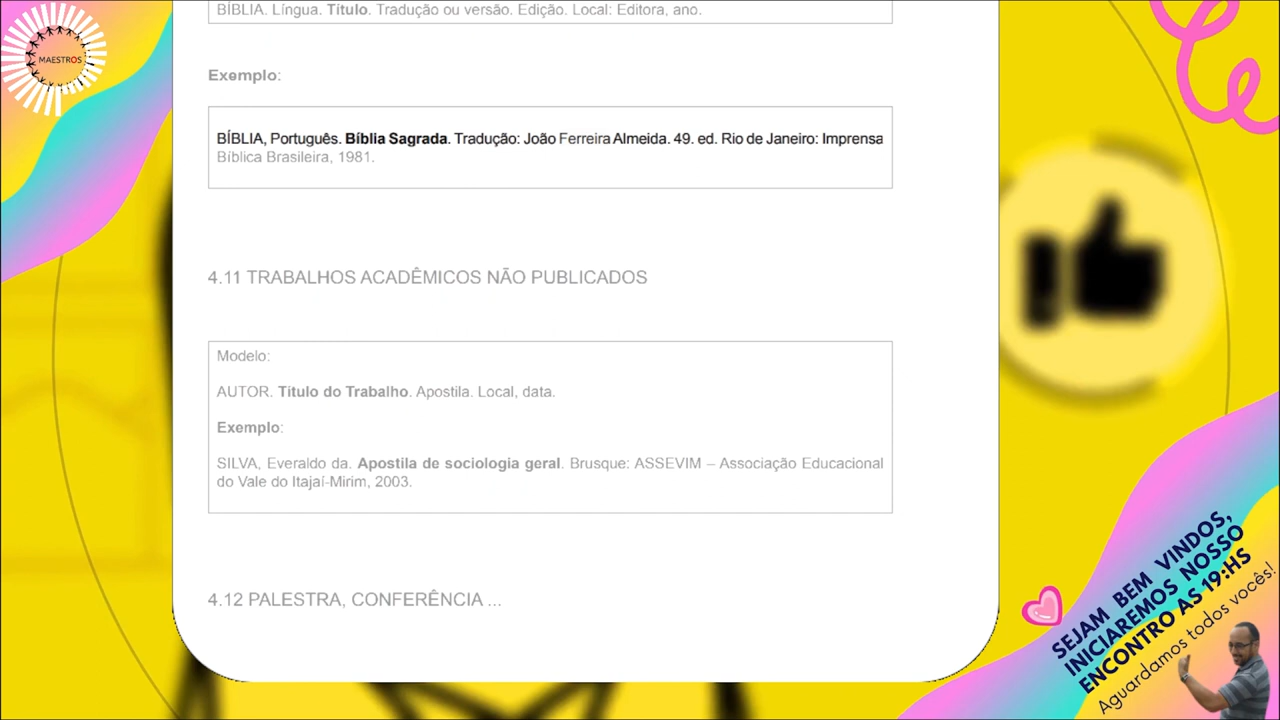 BÍBLIA. Língua. Título. Tradução ou versão. Edição. Local: Editora, ano.
MAESTROS
Exemplo:
BÍBLIA, Português. Bíblia Sagrada. Tradução: João Ferreira Almeida. 49. ed. Rio de Janeiro: Imprensa
Bíblica Brasileira, 1981.
4.11 TRABALHOS ACADÊMICOS NÃO PUBLICADOS
Modelo:
AUTOR. Título do Trabalho. Apostila. Local, data.
Exemplo:
SILVA, Everaldo da. Apostila de sociologia geral. Brusque: ASSEVIM – Associação Educacional
do Vale do Itajaí-Mirim, 2003.
4.12 PALESTRA, CONFERÊNCIA ...
SEJAM BEM VINDOS,
INICIAREMOS NOSSO
ENCONTRO AS 19:HS
Aguardamos todos vocês!